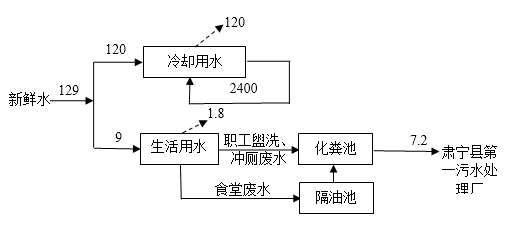 120
120
冷却用水
2400
新鲜水
129
1.8
9
生活用水
职工盥洗、
冲厕废水
化粪池
7.2
肃宁县第
一污水处
理厂
食堂废水
隔油池